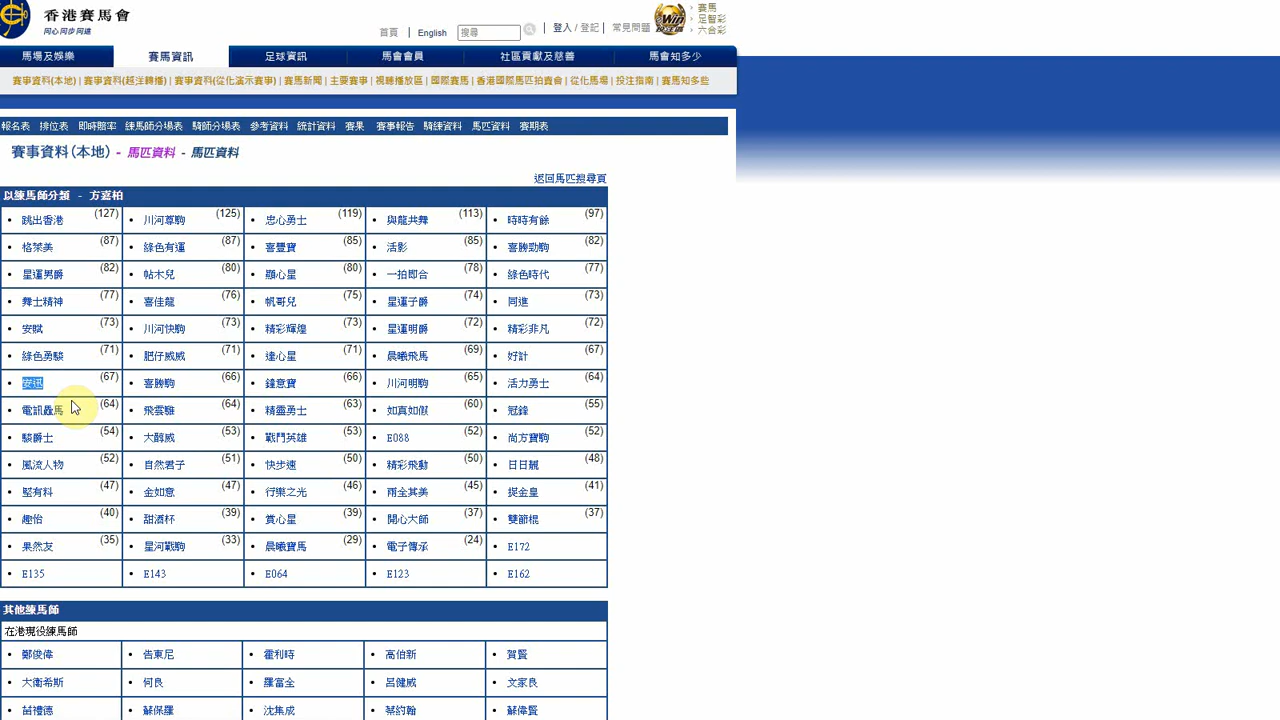 香港賽馬會
同心同步同進
首頁 | English 搜尋 | 登入 / 登記 | 常見問題
賽馬
足智彩
六合彩
馬場及娛樂 賽馬資訊 足球資訊 馬會會員 社區貢獻及慈善 馬會知多少
賽事資料(本地) | 賽事資料(越洋轉播) | 賽事資料(從化演示賽事) | 賽馬新聞 | 主要賽事 | 視聽播放區 | 國際賽馬 | 香港國際馬匹拍賣會 | 從化馬場 | 投注指南 | 賽馬知多些
報名表 排位表 即時賠率 練馬師分場表 騎師分場表 參考資料 統計資料 賽果 賽事報告 騎練資料 馬匹資料 賽期表
賽事資料(本地) - 馬匹資料 - 馬匹資料
返回馬匹搜尋頁
以練馬師分類 - 方嘉柏
跳出香港 (127) 川河尊駒 (125) 忠心勇士 (119) 與龍共舞 (113) 時時有餘 (97)
格萊美 (87) 綠色有運 (87) 喜豐寶 (85) 活影 (85) 喜勝勁駒 (82)
星運男爵 (82) 帖木兒 (80) 顯心星 (80) 一拍即合 (78) 綠色時代 (77)
舞士精神 (77) 喜佳龍 (76) 帆哥兒 (75) 星運子爵 (74) 同進 (73)
安賦 (73) 川河快駒 (73) 精彩輝煌 (73) 星運明爵 (72) 精彩非凡 (72)
綠色勇駿 (71) 肥仔威威 (71) 達心星 (71) 晨曦飛馬 (69) 好計 (67)
安迅 (67) 喜勝駒 (66) 鐘意寶 (66) 川河明駒 (65) 活力勇士 (64)
電訊驫馬 (64) 飛雲騅 (64) 精靈勇士 (63) 如真如假 (60) 冠鋒 (55)
駿爵士 (54) 大醇威 (53) 戰鬥英雄 (53) E088 (52) 尚方寶駒 (52)
風流人物 (52) 自然君子 (51) 快步速 (50) 精彩飛動 (50) 日日靚 (48)
堅有料 (47) 金如意 (47) 行樂之光 (46) 兩全其美 (45) 捉金皇 (41)
趣怡 (40) 甜酒杯 (39) 賞心星 (39) 開心大師 (37) 雙節棍 (37)
果然友 (35) 星河戰駒 (33) 晨曦寶馬 (29) 電子傳承 (24) E172
E135 E143 E064 E123 E162
其他練馬師
在港現役練馬師
鄭俊偉 告東尼 霍利時 高伯新 賀賢
大衛希斯 何良 羅富全 呂健威 文家良
苗禮德 蘇保羅 沈集成 蔡約翰 蘇偉賢